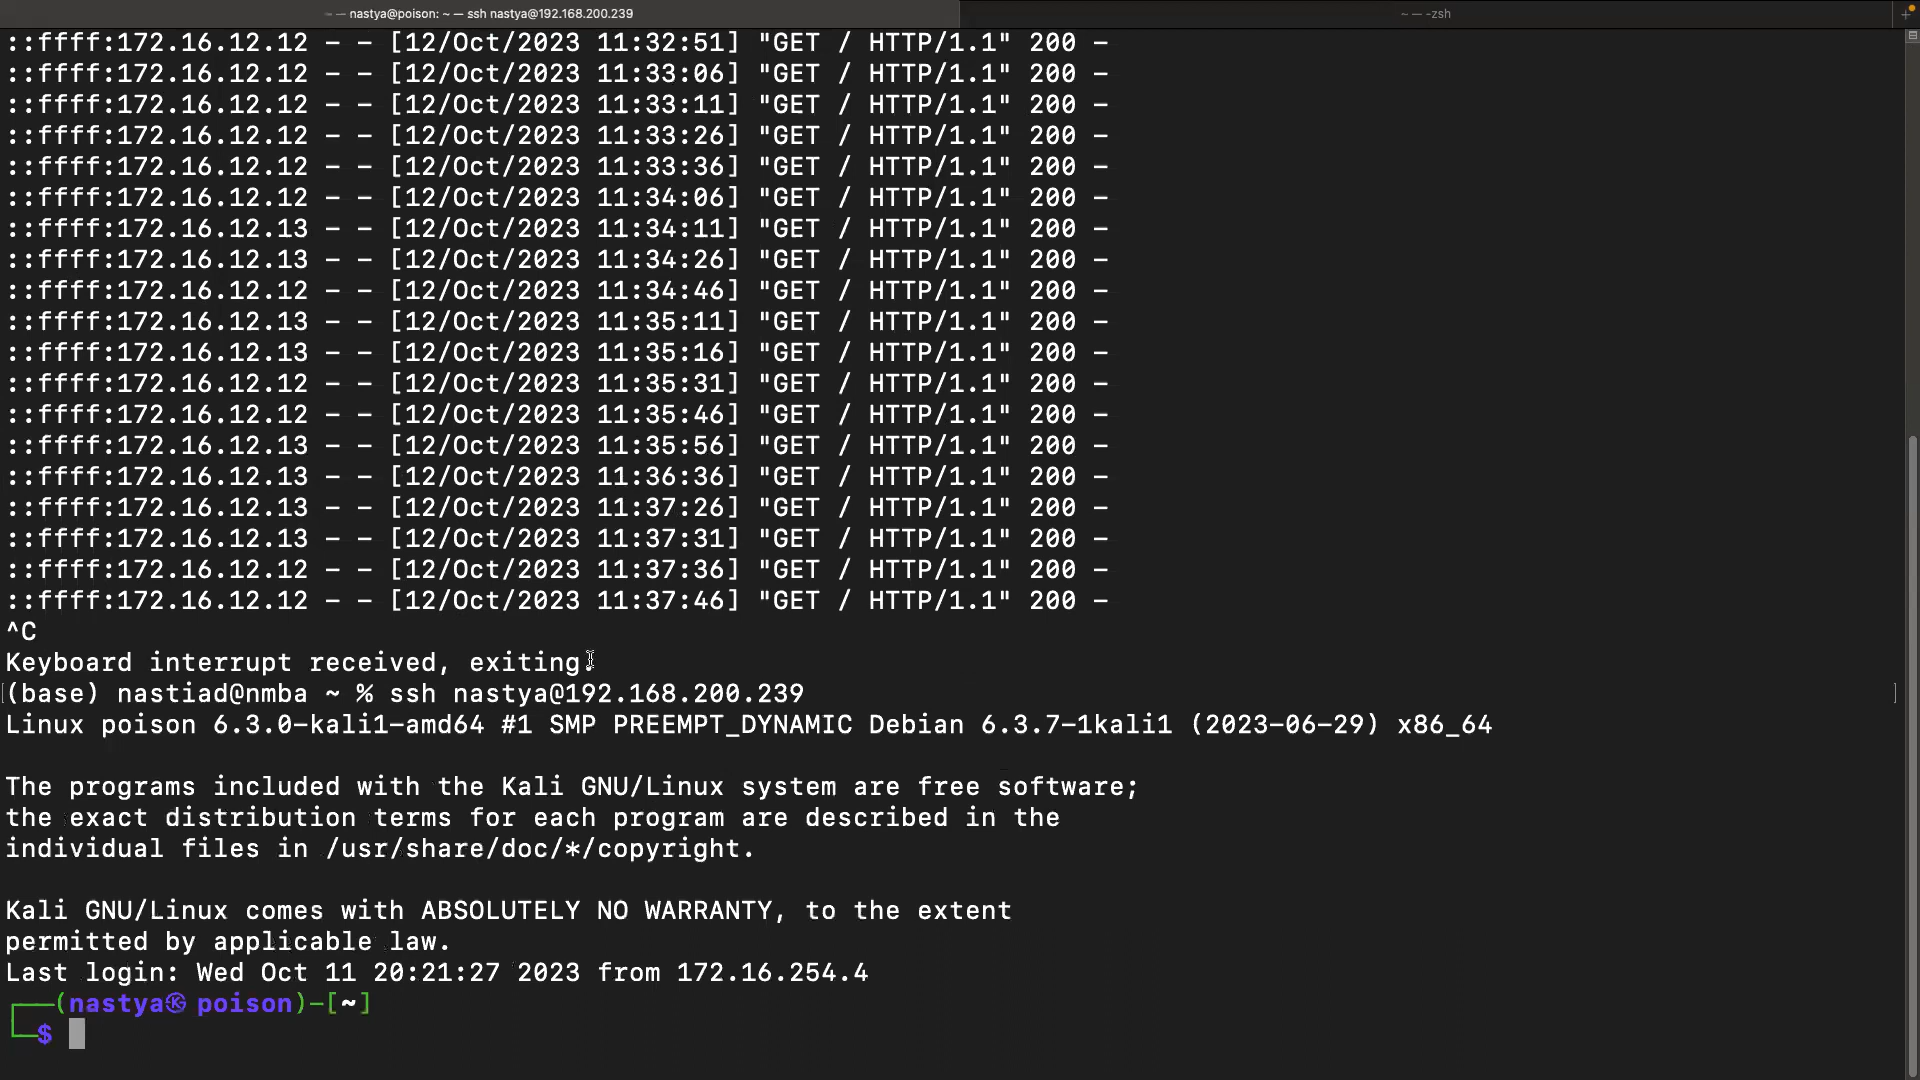 ~ — nastya@poison: ~ — ssh nastya@192.168.200.239
~ — -zsh
::ffff:172.16.12.12 - - [12/Oct/2023 11:32:51] "GET / HTTP/1.1" 200 -
::ffff:172.16.12.12 - - [12/Oct/2023 11:33:06] "GET / HTTP/1.1" 200 -
::ffff:172.16.12.12 - - [12/Oct/2023 11:33:11] "GET / HTTP/1.1" 200 -
::ffff:172.16.12.12 - - [12/Oct/2023 11:33:26] "GET / HTTP/1.1" 200 -
::ffff:172.16.12.12 - - [12/Oct/2023 11:33:36] "GET / HTTP/1.1" 200 -
::ffff:172.16.12.12 - - [12/Oct/2023 11:34:06] "GET / HTTP/1.1" 200 -
::ffff:172.16.12.13 - - [12/Oct/2023 11:34:11] "GET / HTTP/1.1" 200 -
::ffff:172.16.12.13 - - [12/Oct/2023 11:34:26] "GET / HTTP/1.1" 200 -
::ffff:172.16.12.12 - - [12/Oct/2023 11:34:46] "GET / HTTP/1.1" 200 -
::ffff:172.16.12.13 - - [12/Oct/2023 11:35:11] "GET / HTTP/1.1" 200 -
::ffff:172.16.12.13 - - [12/Oct/2023 11:35:16] "GET / HTTP/1.1" 200 -
::ffff:172.16.12.12 - - [12/Oct/2023 11:35:31] "GET / HTTP/1.1" 200 -
::ffff:172.16.12.12 - - [12/Oct/2023 11:35:46] "GET / HTTP/1.1" 200 -
::ffff:172.16.12.13 - - [12/Oct/2023 11:35:56] "GET / HTTP/1.1" 200 -
::ffff:172.16.12.13 - - [12/Oct/2023 11:36:36] "GET / HTTP/1.1" 200 -
::ffff:172.16.12.13 - - [12/Oct/2023 11:37:26] "GET / HTTP/1.1" 200 -
::ffff:172.16.12.13 - - [12/Oct/2023 11:37:31] "GET / HTTP/1.1" 200 -
::ffff:172.16.12.12 - - [12/Oct/2023 11:37:36] "GET / HTTP/1.1" 200 -
::ffff:172.16.12.12 - - [12/Oct/2023 11:37:46] "GET / HTTP/1.1" 200 -
^C
Keyboard interrupt received, exiting.
(base) nastiad@nmba ~ % ssh nastya@192.168.200.239
Linux poison 6.3.0-kali1-amd64 #1 SMP PREEMPT_DYNAMIC Debian 6.3.7-1kali1 (2023-06-29) x86_64
The programs included with the Kali GNU/Linux system are free software;
the exact distribution terms for each program are described in the
individual files in /usr/share/doc/*/copyright.
Kali GNU/Linux comes with ABSOLUTELY NO WARRANTY, to the extent
permitted by applicable law.
Last login: Wed Oct 11 20:21:27 2023 from 172.16.254.4
┌──(nastya㉿poison)-[~]
└─$